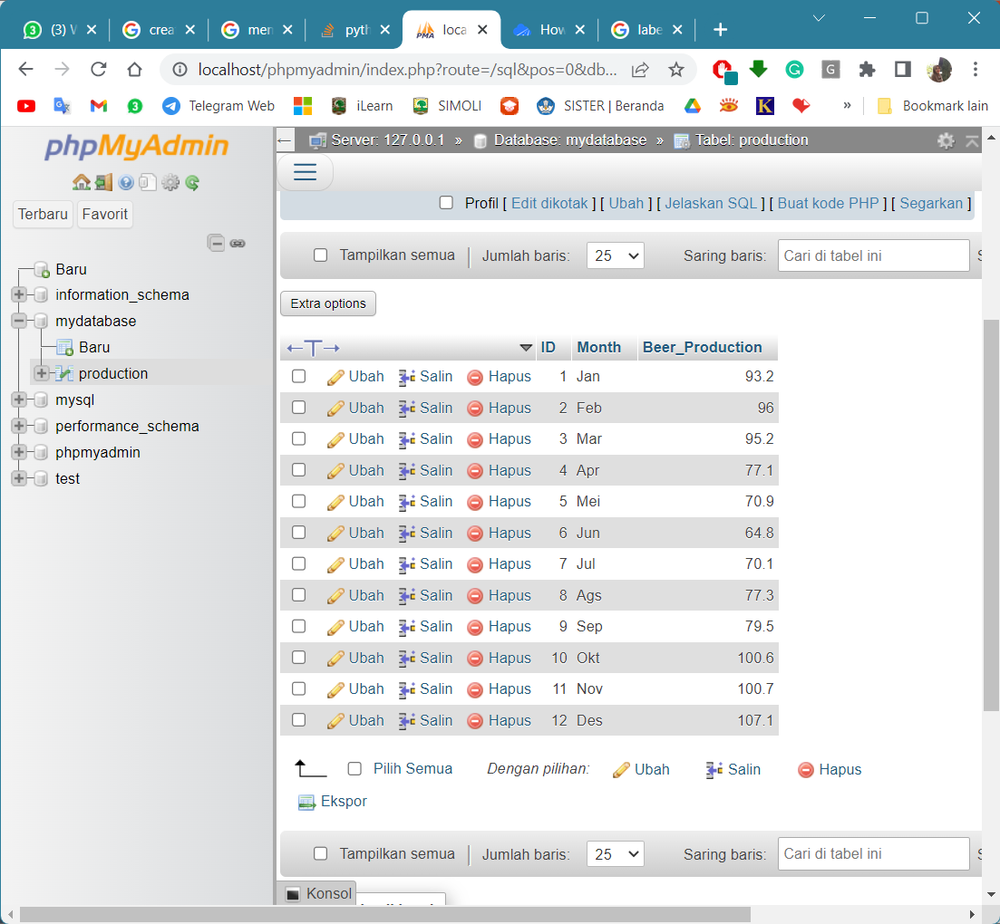 3 (3) W crea G mer pyth loca How labe
localhost/phpmyadmin/index.php?route=/sql&pos=0&db...
Telegram Web iLearn SIMOLI SISTER | Beranda K » Bookmark lain
phpMyAdmin
Terbaru Favorit
Baru
information_schema
mydatabase
Baru
production
mysql
performance_schema
phpmyadmin
test
Server: 127.0.0.1 » Database: mydatabase » Tabel: production
Profil [ Edit dikotak ] [ Ubah ] [ Jelaskan SQL ] [ Buat kode PHP ] [ Segarkan ]
Tampilkan semua | Jumlah baris: 25 Saring baris: Cari di tabel ini
Extra options
←T→ ID Month Beer_Production
Ubah Salin Hapus 1 Jan 93.2
Ubah Salin Hapus 2 Feb 96
Ubah Salin Hapus 3 Mar 95.2
Ubah Salin Hapus 4 Apr 77.1
Ubah Salin Hapus 5 Mei 70.9
Ubah Salin Hapus 6 Jun 64.8
Ubah Salin Hapus 7 Jul 70.1
Ubah Salin Hapus 8 Ags 77.3
Ubah Salin Hapus 9 Sep 79.5
Ubah Salin Hapus 10 Okt 100.6
Ubah Salin Hapus 11 Nov 100.7
Ubah Salin Hapus 12 Des 107.1
Pilih Semua Dengan pilihan: Ubah Salin Hapus
Ekspor
Tampilkan semua | Jumlah baris: 25 Saring baris: Cari di tabel ini
Konsol